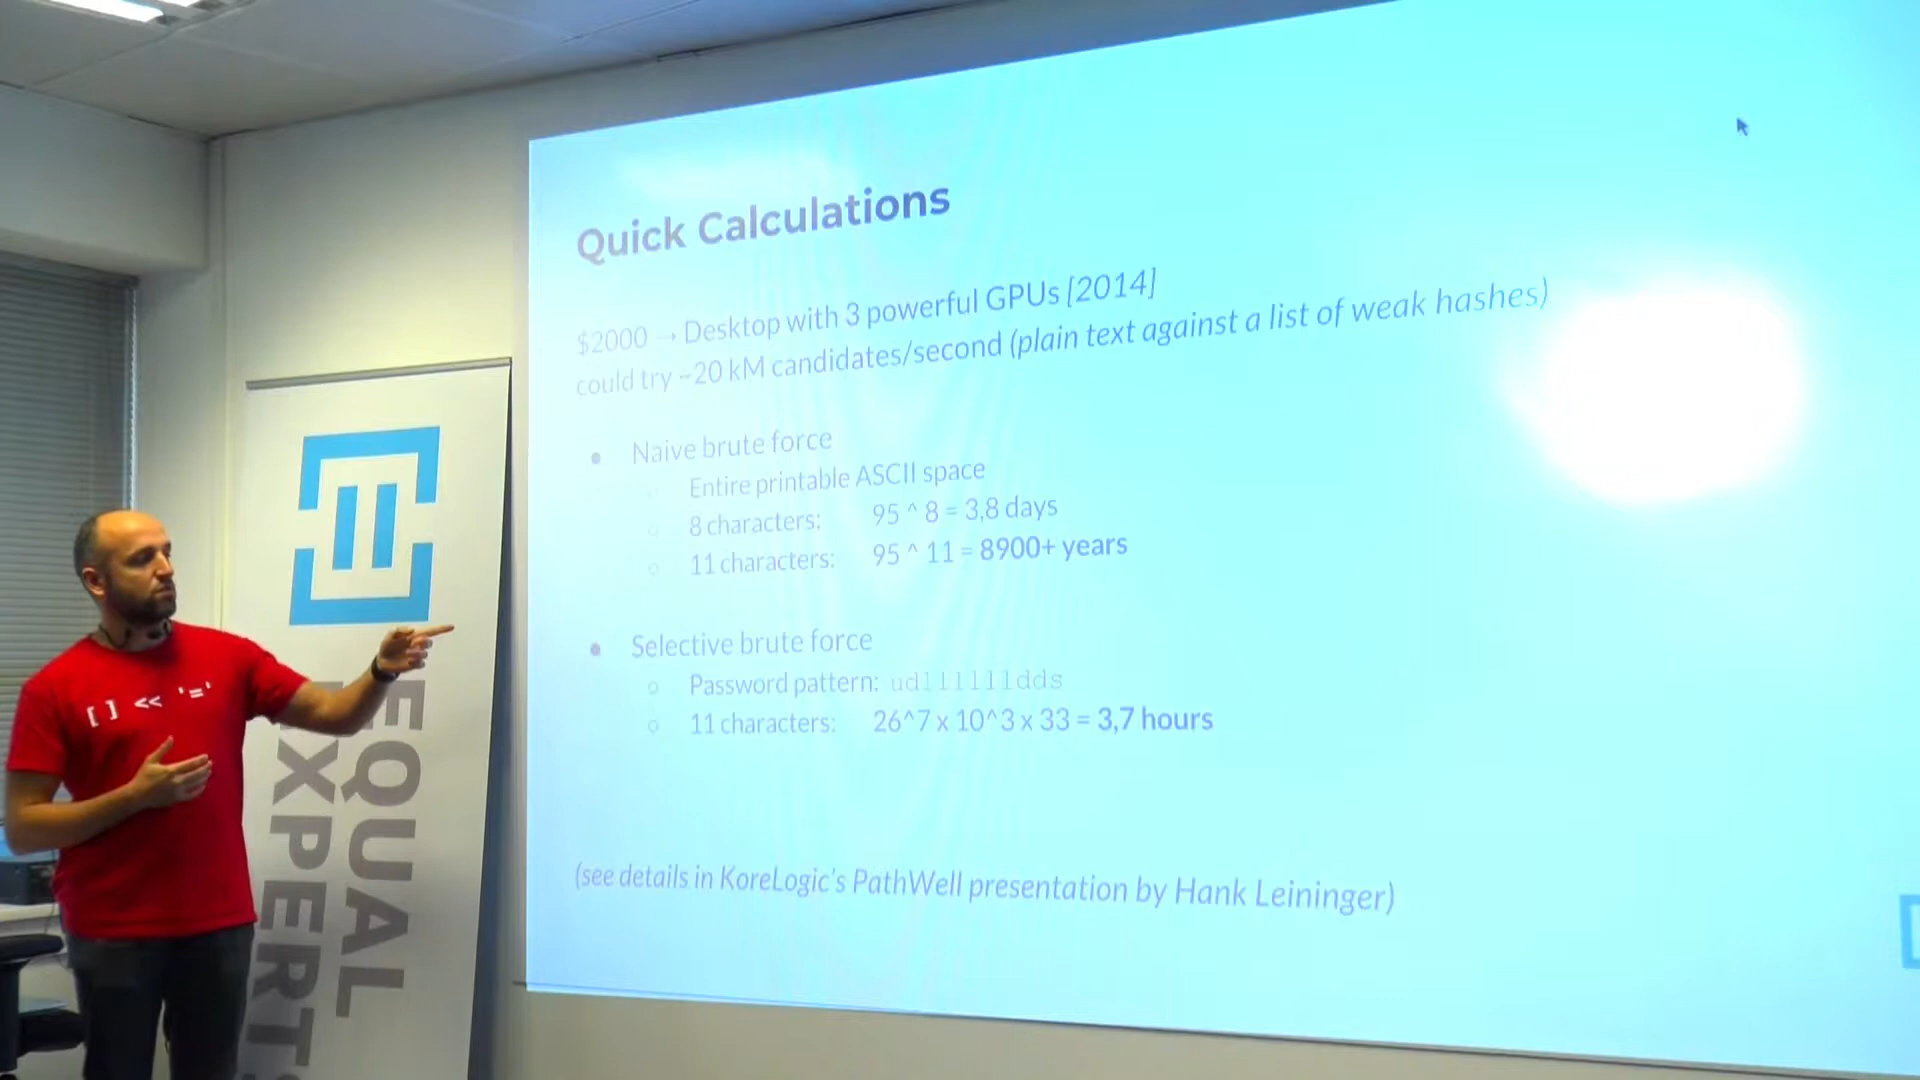 Quick Calculations
$2000 → Desktop with 3 powerful GPUs [2014]
could try ~20 kM candidates/second (plain text against a list of weak hashes)
● Naive brute force
○ Entire printable ASCII space
○ 8 characters: 95 ^ 8 = 3,8 days
○ 11 characters: 95 ^ 11 = 8900+ years
● Selective brute force
○ Password pattern: udlllllldds
○ 11 characters: 26^7 x 10^3 x 33 = 3,7 hours
(see details in KoreLogic's PathWell presentation by Hank Leininger)
EQUAL
EXPERTS
[ ] << '='